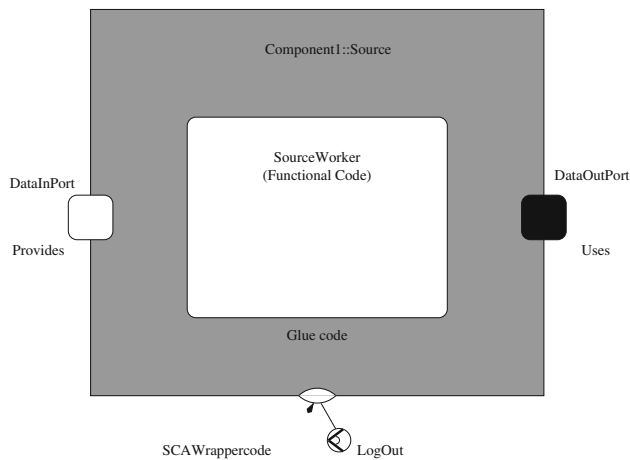 Component1::Source
SourceWorker
(Functional Code)
DataInPort
DataOutPort
Provides
Uses
Glue code
SCAWrappercode
LogOut